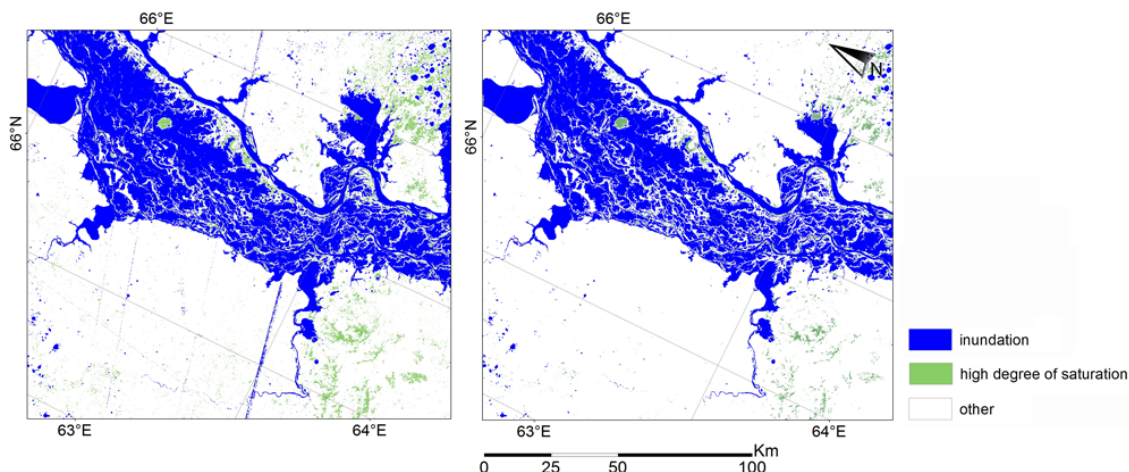 66°E
66°E
N
66°N
66°N
63°E
64°E
63°E
64°E
inundation
high degree of saturation
other
Km
0 25 50 100